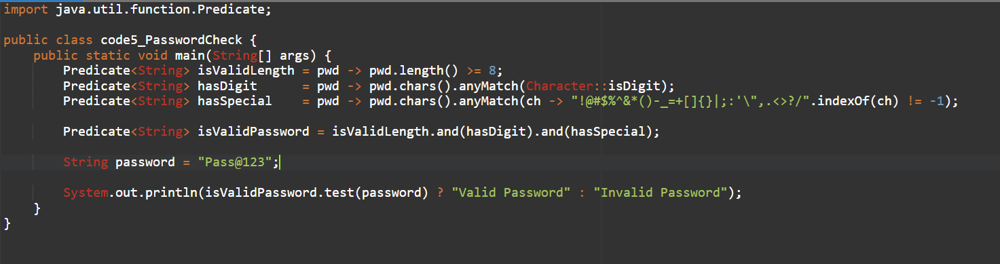 import java.util.function.Predicate;
public class code5_PasswordCheck {
public static void main(String[] args) {
Predicate<String> isValidLength = pwd -> pwd.length() >= 8;
Predicate<String> hasDigit      = pwd -> pwd.chars().anyMatch(Character::isDigit);
Predicate<String> hasSpecial    = pwd -> pwd.chars().anyMatch(ch -> "!@#$%^&*()-_=+[]{}|;:'\",.<>?/".indexOf(ch) != -1);
Predicate<String> isValidPassword = isValidLength.and(hasDigit).and(hasSpecial);
String password = "Pass@123";
System.out.println(isValidPassword.test(password) ? "Valid Password" : "Invalid Password");
}
}